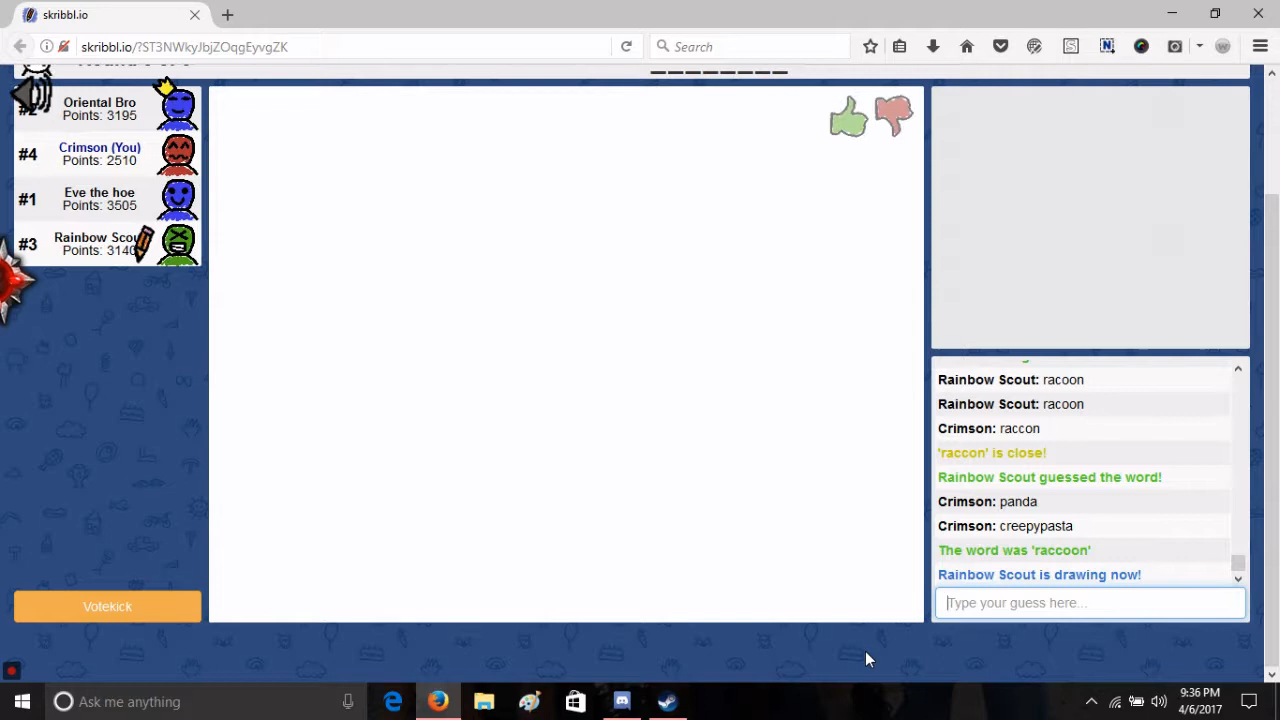 skribbl.io
skribbl.io/?ST3NWkyJbjZOqgEyvgZK
Search
#2
Oriental Bro
Points: 3195
#4
Crimson (You)
Points: 2510
#1
Eve the hoe
Points: 3505
#3
Rainbow Scou
Points: 3140
Rainbow Scout: racoon
Rainbow Scout: racoon
Crimson: raccon
'raccon' is close!
Rainbow Scout guessed the word!
Crimson: panda
Crimson: creepypasta
The word was 'raccoon'
Rainbow Scout is drawing now!
Type your guess here...
Votekick
Ask me anything
9:36 PM
4/6/2017